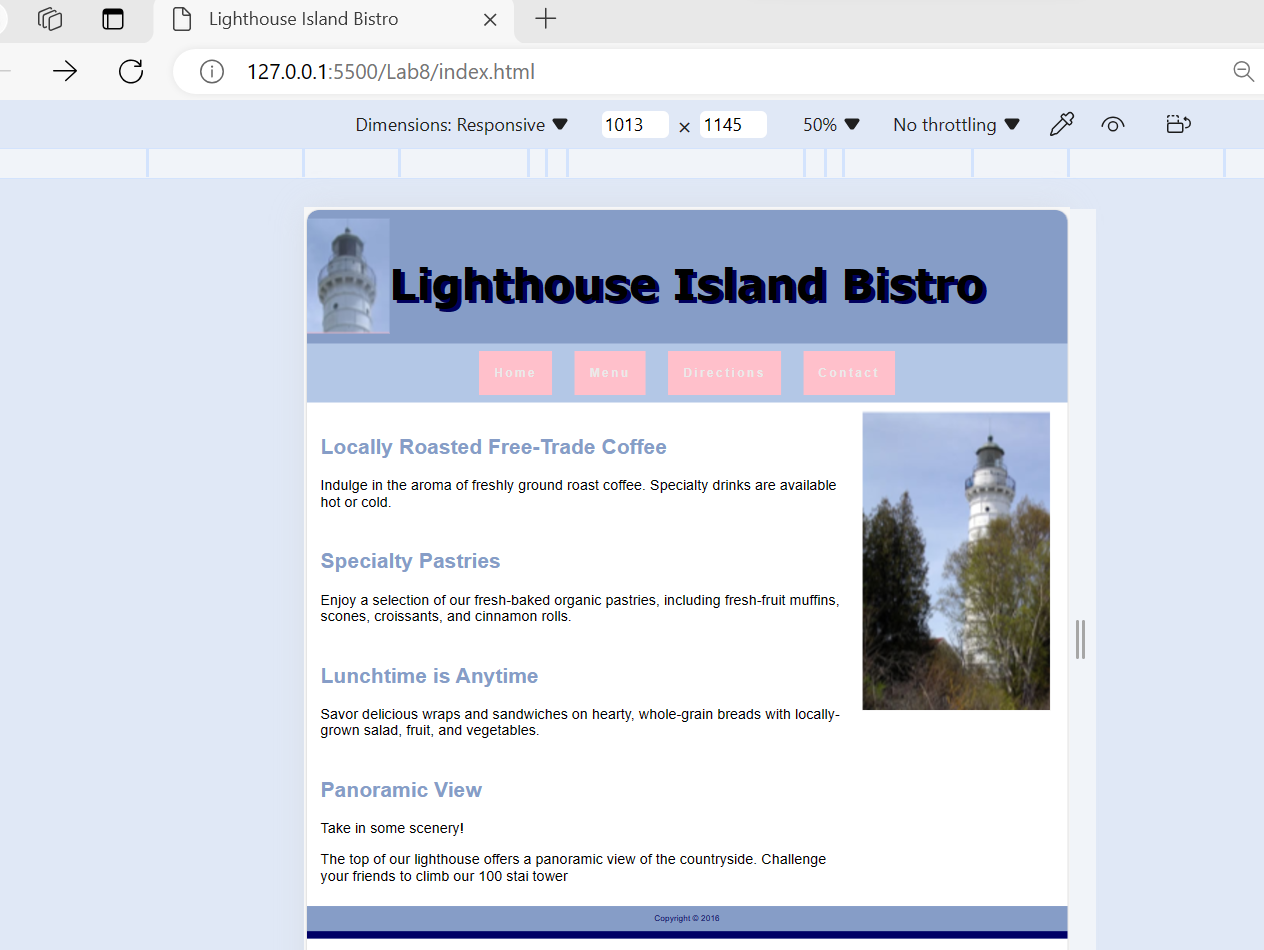 Lighthouse Island Bistro
127.0.0.1:5500/Lab8/index.html
Dimensions: Responsive 1013 × 1145 50% No throttling
Lighthouse Island Bistro
Home Menu Directions Contact
Locally Roasted Free-Trade Coffee
Indulge in the aroma of freshly ground roast coffee. Specialty drinks are available
hot or cold.
Specialty Pastries
Enjoy a selection of our fresh-baked organic pastries, including fresh-fruit muffins,
scones, croissants, and cinnamon rolls.
Lunchtime is Anytime
Savor delicious wraps and sandwiches on hearty, whole-grain breads with locally-
grown salad, fruit, and vegetables.
Panoramic View
Take in some scenery!
The top of our lighthouse offers a panoramic view of the countryside. Challenge
your friends to climb our 100 stai tower
Copyright © 2016